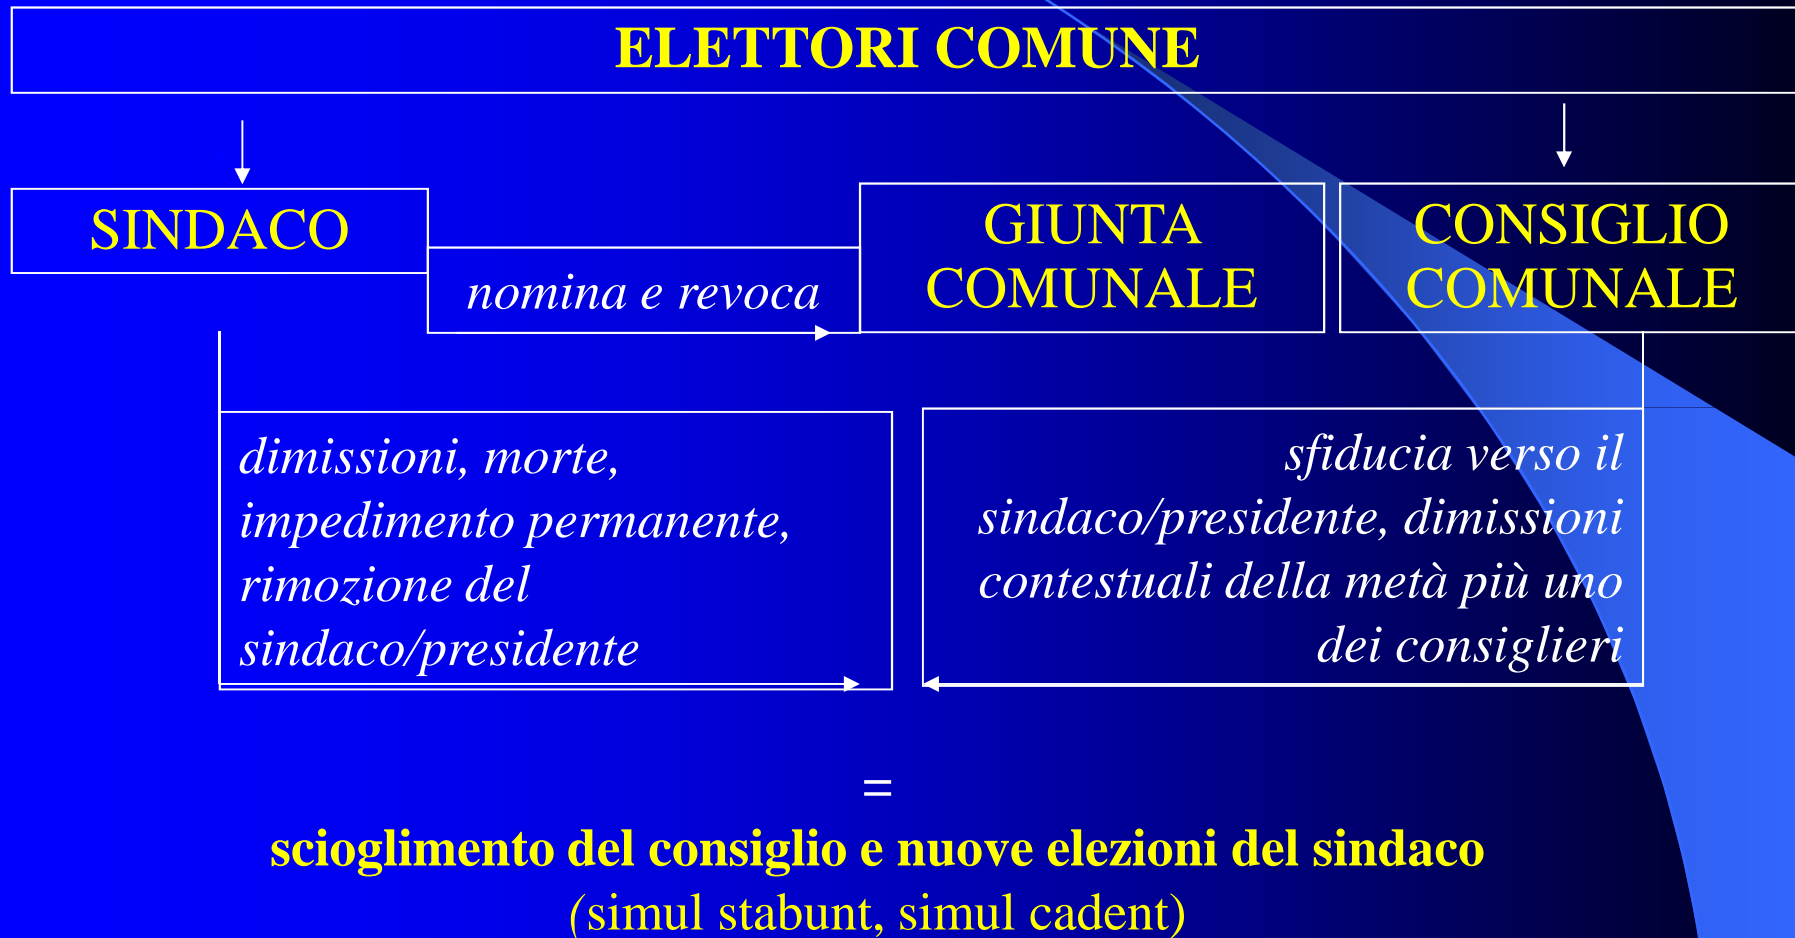 ELETTORI COMUNE
SINDACO
nomina e revoca
GIUNTA
COMUNALE
CONSIGLIO
COMUNALE
dimissioni, morte,
impedimento permanente,
rimozione del
sindaco/presidente
sfiducia verso il
sindaco/presidente, dimissioni
contestuali della metà più uno
dei consiglieri
=
scioglimento del consiglio e nuove elezioni del sindaco
(simul stabunt, simul cadent)